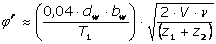 φ^r ≈ (0,04 · d_w · b_w / T_1) · √(2 · V · ν / (z_1 + z_2))